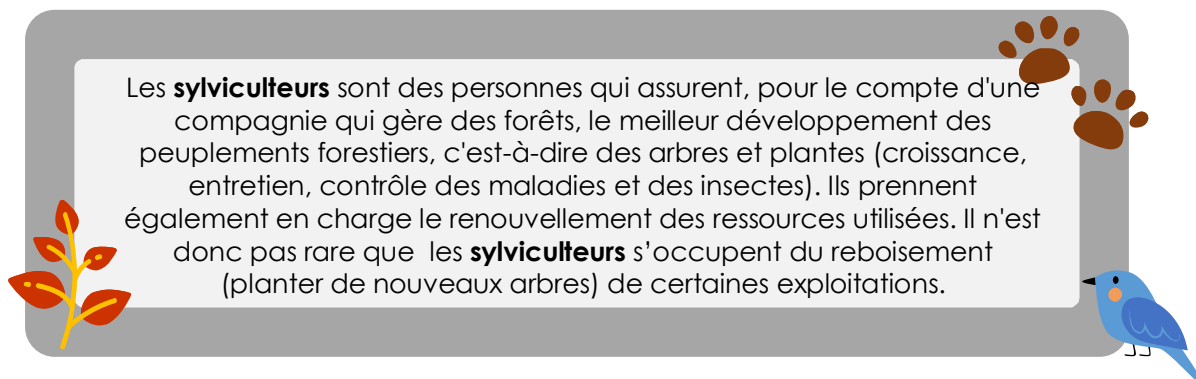 Les sylviculteurs sont des personnes qui assurent, pour le compte d'une
compagnie qui gère des forêts, le meilleur développement des
peuplements forestiers, c'est-à-dire des arbres et plantes (croissance,
entretien, contrôle des maladies et des insectes). Ils prennent
également en charge le renouvellement des ressources utilisées. Il n'est
donc pas rare que  les sylviculteurs s’occupent du reboisement
(planter de nouveaux arbres) de certaines exploitations.